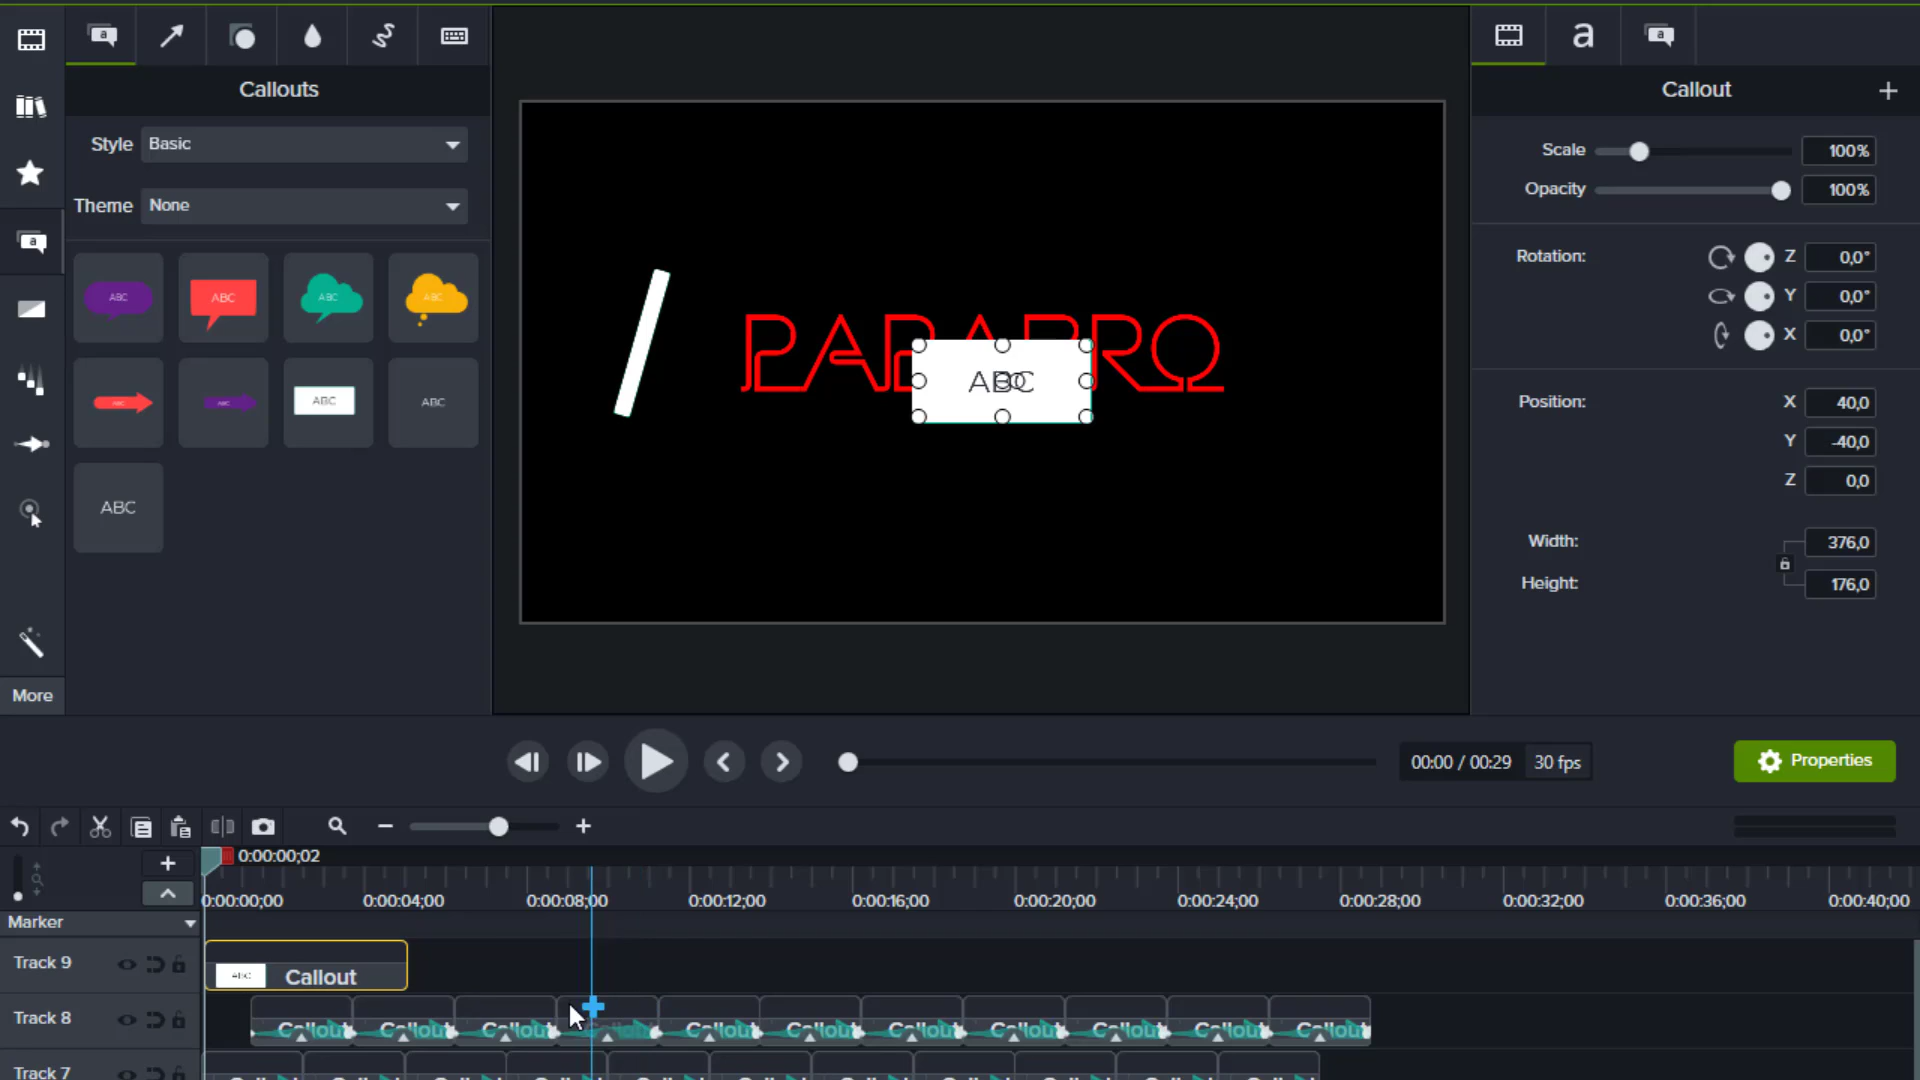 a
a
a
a
Callouts
Callout
Style Basic
Theme None
ABC
ABC
ABC
ABC
ABC
ABC
ABC
ABC
ABC
ABC
Scale 100%
Opacity 100%
Rotation: Z 0,0°
Y 0,0°
X 0,0°
Position: X 40,0
Y -40,0
Z 0,0
Width: 376,0
Height: 176,0
More
00:00 / 00:29 30 fps
Properties
0:00:00;02
0:00:00;00 0:00:04;00 0:00:08;00 0:00:12;00 0:00:16;00 0:00:20;00 0:00:24;00 0:00:28;00 0:00:32;00 0:00:36;00 0:00:40;00
Marker
Track 9 ABC Callout
Track 8 Callout Callout Callout Callout Callout Callout Callout Callout Callout Callout Callout
Track 7